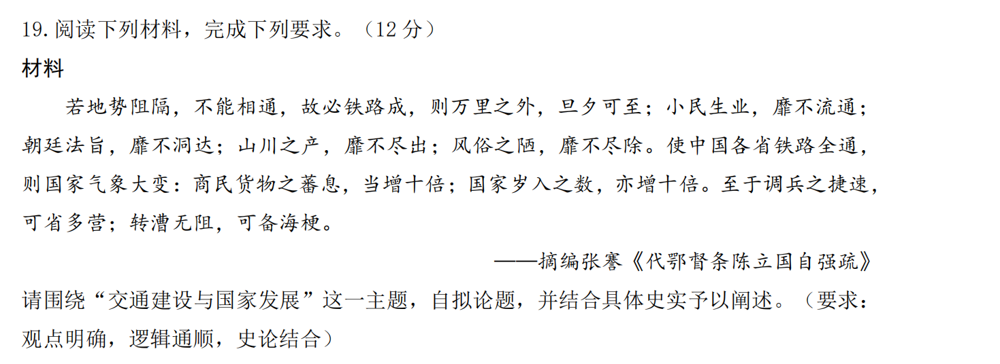 19.阅读下列材料，完成下列要求。（12 分）
材料
若地势阻隔，不能相通，故必铁路成，则万里之外，旦夕可至；小民生业，靡不流通；
朝廷法旨，靡不洞达；山川之产，靡不尽出；风俗之陋，靡不尽除。使中国各省铁路全通，
则国家气象大变：商民货物之蕃息，当增十倍；国家岁入之数，亦增十倍。至于调兵之捷速，
可省多营；转漕无阻，可备海梗。
——摘编张謇《代鄂督条陈立国自强疏》
请围绕“交通建设与国家发展”这一主题，自拟论题，并结合具体史实予以阐述。（要求：
观点明确，逻辑通顺，史论结合）